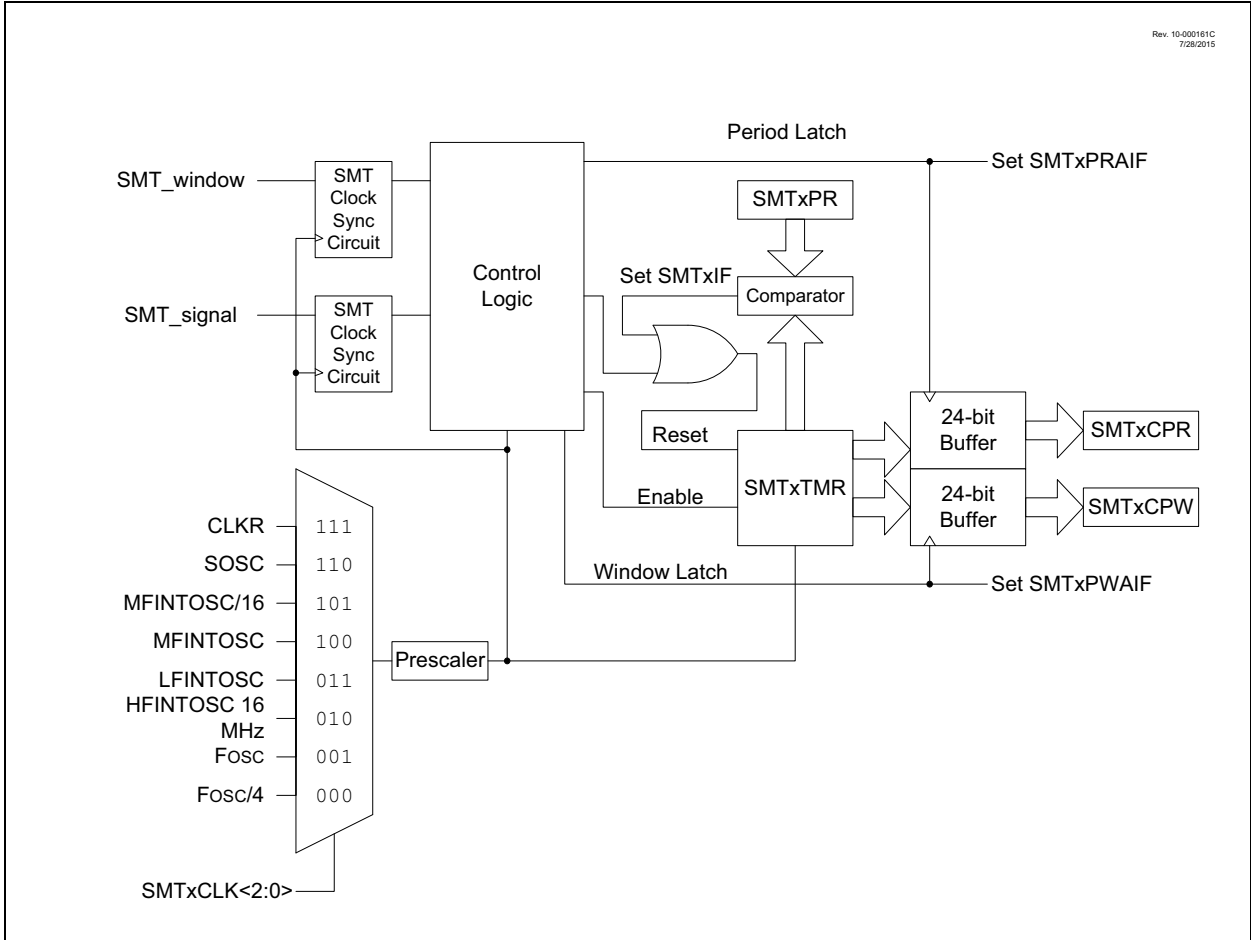 Rev. 10-000161C
7/28/2015
Period Latch
Set SMTxPRAIF
SMT_window
SMT
Clock
Sync
Circuit
SMTxPR
Control
Logic
Set SMTxIF
Comparator
SMT_signal
SMT
Clock
Sync
Circuit
Reset
SMTxTMR
24-bit
Buffer
SMTxCPR
Enable
24-bit
Buffer
SMTxCPW
Window Latch
Set SMTxPWAIF
CLKR 111
SOSC 110
MFINTOSC/16 101
MFINTOSC 100
LFINTOSC 011
HFINTOSC 16
MHz 010
Fosc 001
Fosc/4 000
Prescaler
SMTxCLK<2:0>